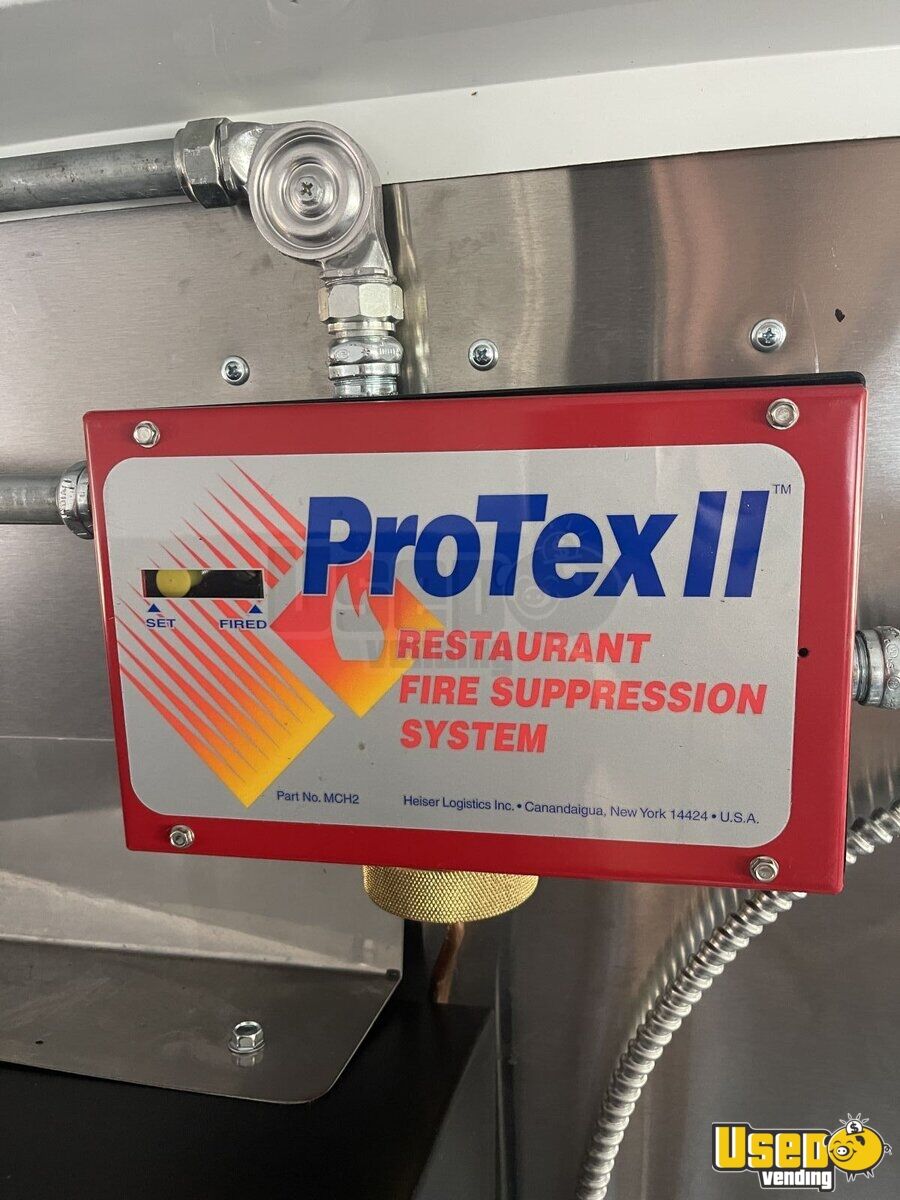 ProTex II™
SET FIRED
RESTAURANT
FIRE SUPPRESSION
SYSTEM
Part No. MCH2 Heiser Logistics Inc. • Canandaigua, New York 14424 • U.S.A.
USED
vending